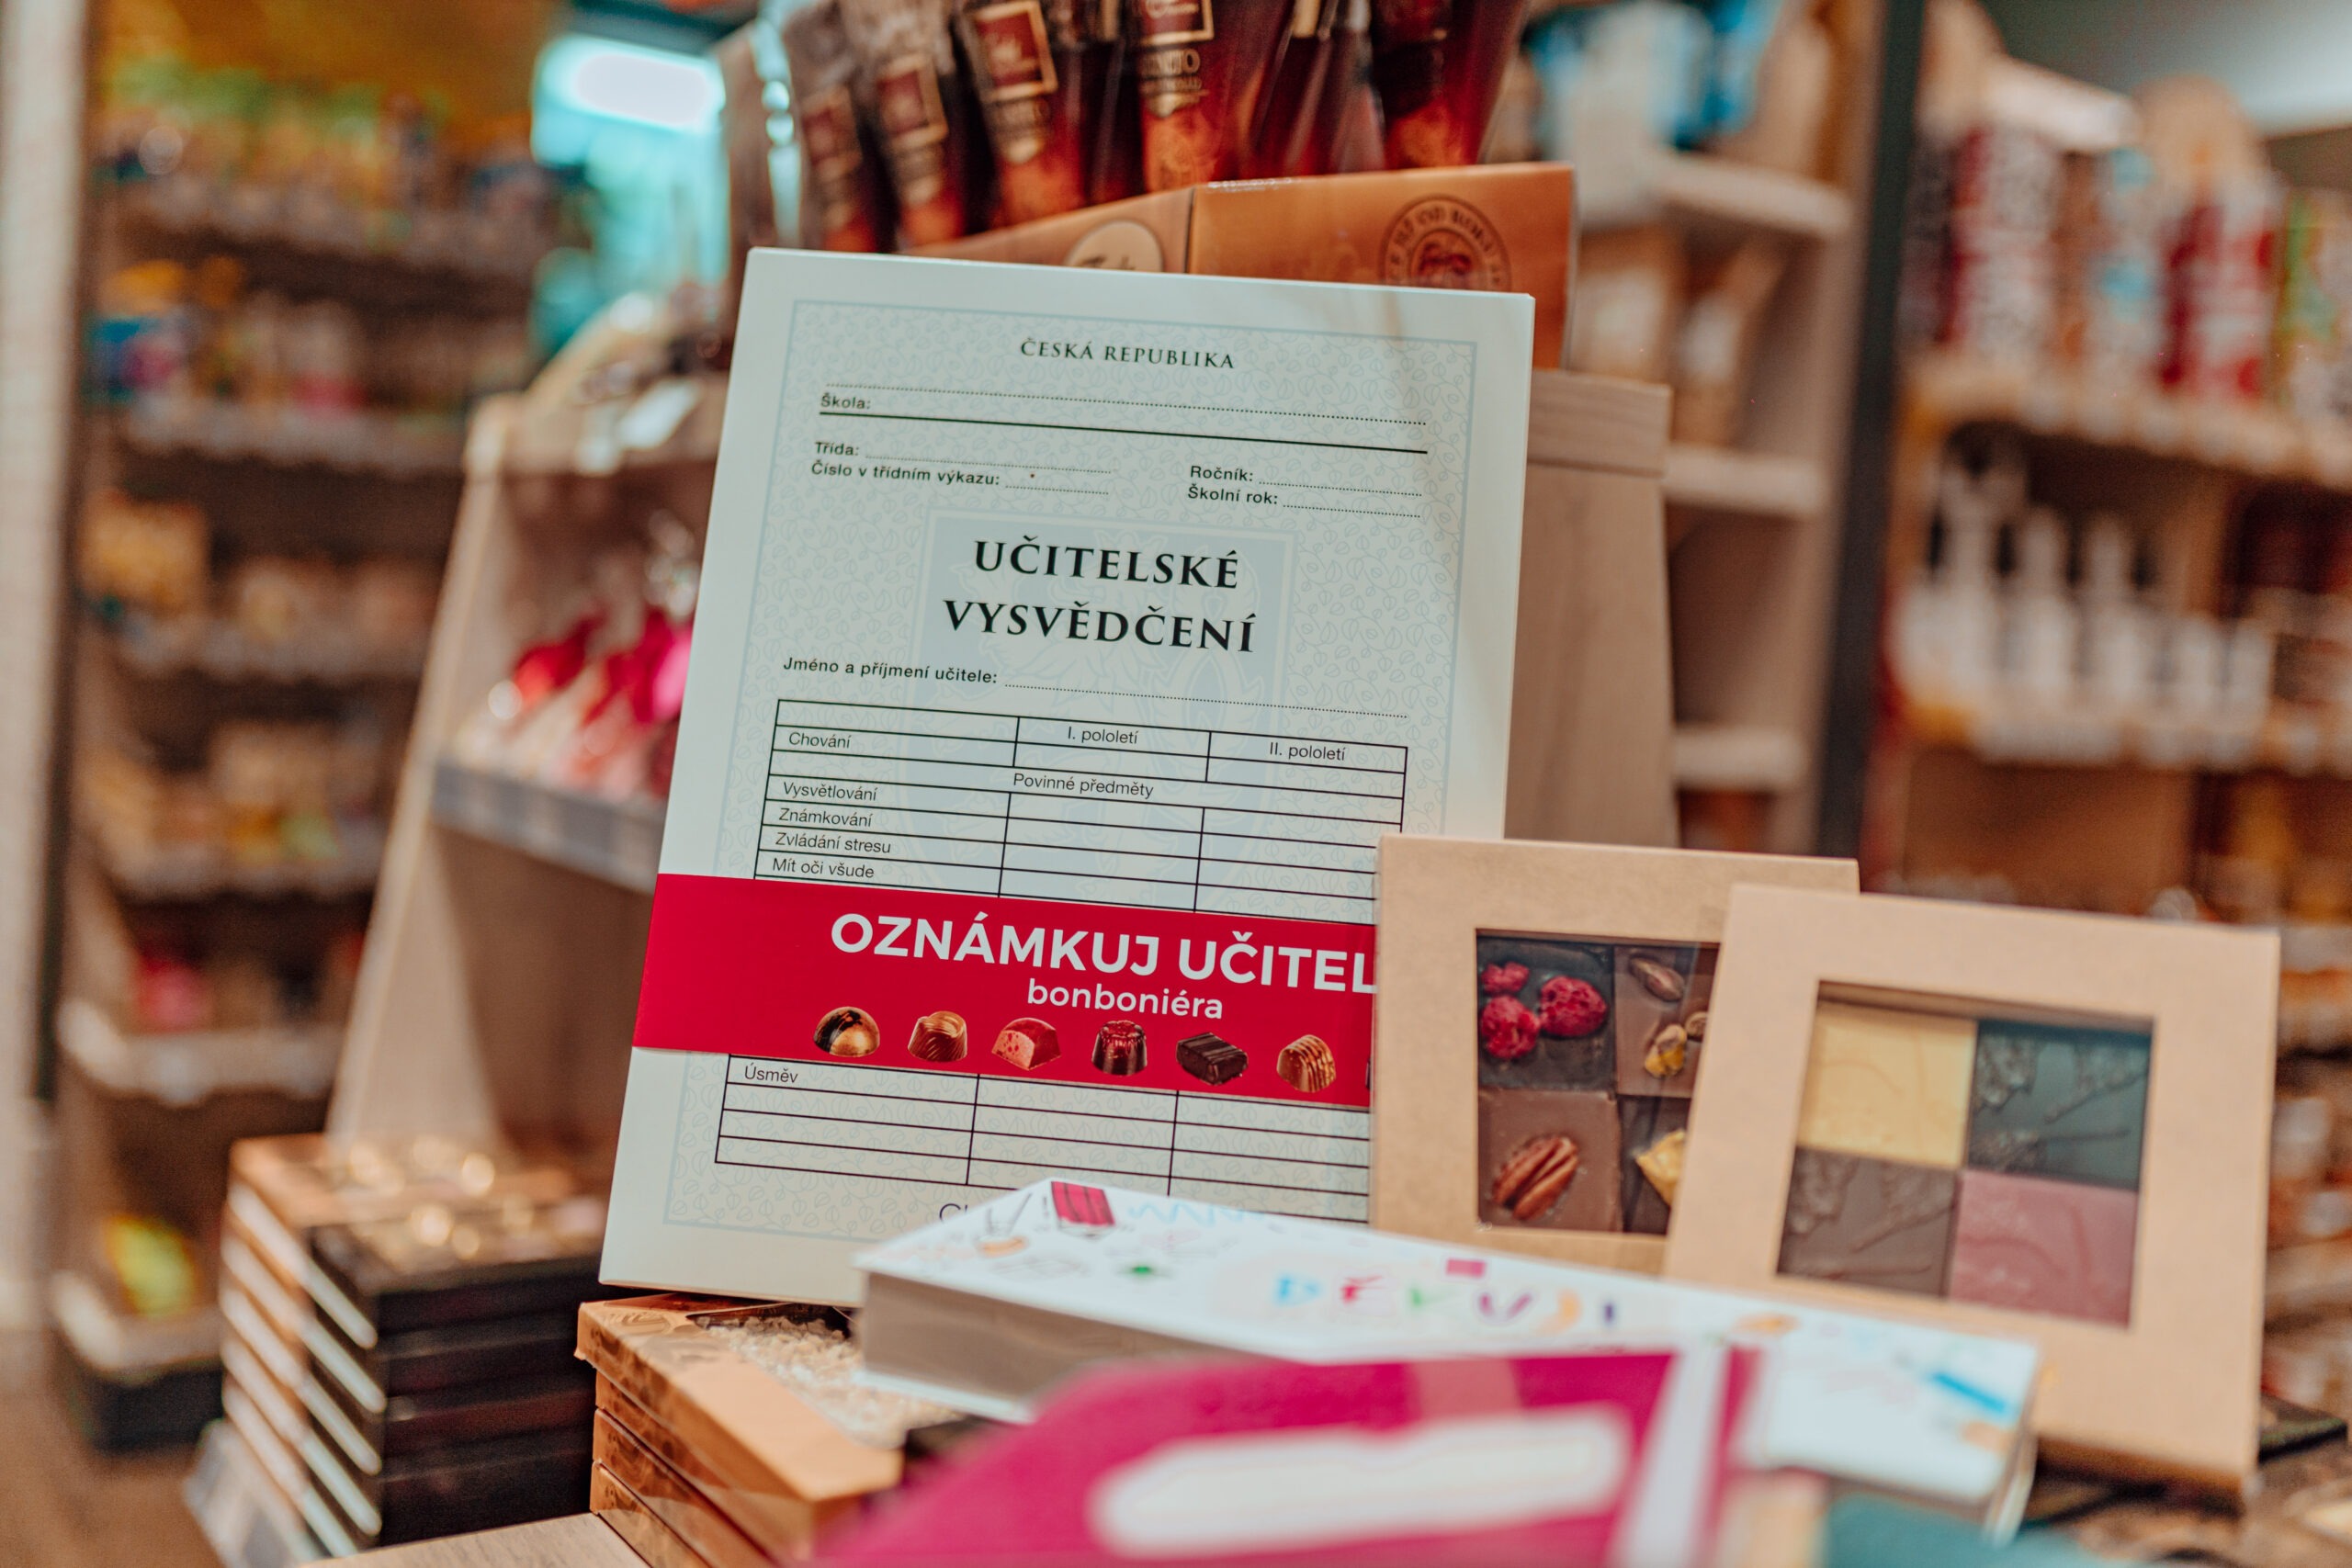 ČESKÁ REPUBLIKA
Škola:
Třída:
Ročník:
Číslo v třídním výkazu:
Školní rok:
UČITELSKÉ
VYSVĚDČENÍ
Jméno a příjmení učitele:
I. pololetí
II. pololetí
Chování
Povinné předměty
Vysvětlování
Známkování
Zvládání stresu
Mít oči všude
OZNÁMKUJ UČITEL
bonboniéra
Úsměv
DĚKUJI